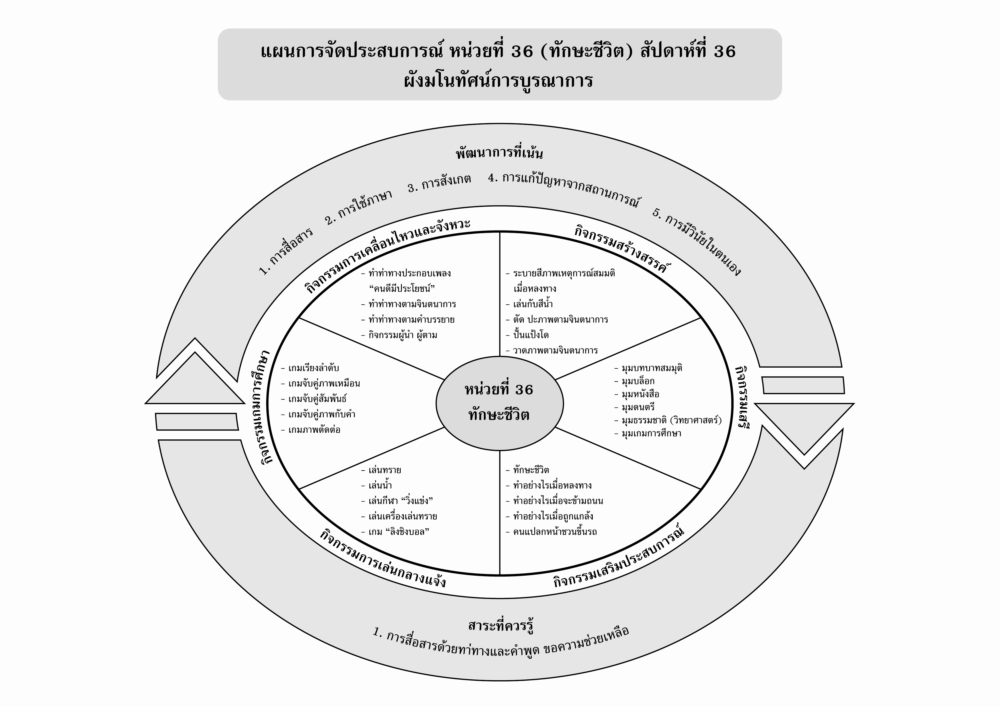 แผนการจัดประสบการณ์ หน่วยที่ 36 (ทักษะชีวิต) สัปดาห์ที่ 36
ผังมโนทัศน์การบูรณาการ
พัฒนาการที่เน้น
1. การสื่อสาร 2. การใช้ภาษา 3. การสังเกต 4. การแก้ปัญหาจากสถานการณ์ 5. การมีวินัยในตนเอง
กิจกรรมการเคลื่อนไหวและจังหวะ
- ทำท่าทางประกอบเพลง
“คนดีมีประโยชน์”
- ทำท่าทางตามจินตนาการ
- ทำท่าทางตามคำบรรยาย
- กิจกรรมผู้นำ ผู้ตาม
กิจกรรมสร้างสรรค์
- ระบายสีภาพเหตุการณ์สมมติ
เมื่อหลงทาง
- เล่นกับสีน้ำ
- ตัด ปะภาพตามจินตนาการ
- ปั้นแป้งโด
- วาดภาพตามจินตนาการ
กิจกรรมเกมการศึกษา
- เกมเรียงลำดับ
- เกมจับคู่ภาพเหมือน
- เกมจับคู่สัมพันธ์
- เกมจับคู่ภาพกับคำ
- เกมภาพตัดต่อ
หน่วยที่ 36
ทักษะชีวิต
กิจกรรมเสรี
- มุมบทบาทสมมุติ
- มุมบล็อก
- มุมหนังสือ
- มุมดนตรี
- มุมธรรมชาติ (วิทยาศาสตร์)
- มุมเกมการศึกษา
- เล่นทราย
- เล่นน้ำ
- เล่นกีฬา “วิ่งแข่ง”
- เล่นเครื่องเล่นทราย
- เกม “ลิงชิงบอล”
กิจกรรมการเล่นกลางแจ้ง
- ทักษะชีวิต
- ทำอย่างไรเมื่อหลงทาง
- ทำอย่างไรเมื่อจะข้ามถนน
- ทำอย่างไรเมื่อถูกแกล้ง
- คนแปลกหน้าชวนขึ้นรถ
กิจกรรมเสริมประสบการณ์
สาระที่ควรรู้
1. การสื่อสารด้วยท่าทางและคำพูด ขอความช่วยเหลือ